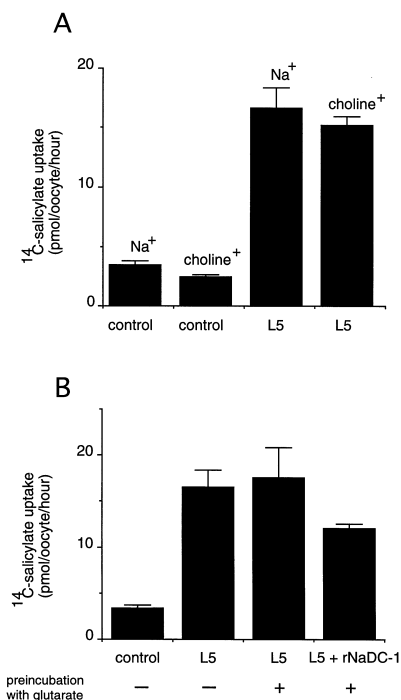 A
14C-salicylate uptake
(pmol/oocyte/hour)
20
10
0
Na+
choline+
Na+
choline+
control
control
L5
L5
B
14C-salicylate uptake
(pmol/oocyte/hour)
20
10
0
control
L5
L5
L5 + rNaDC-1
preincubation
with glutarate
− − + +